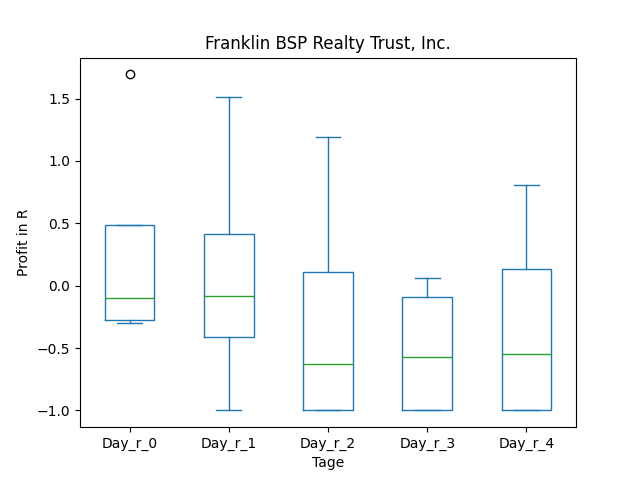 Franklin BSP Realty Trust, Inc.
Profit in R
1.5
1.0
0.5
0.0
−0.5
−1.0
Day_r_0 Day_r_1 Day_r_2 Day_r_3 Day_r_4
Tage